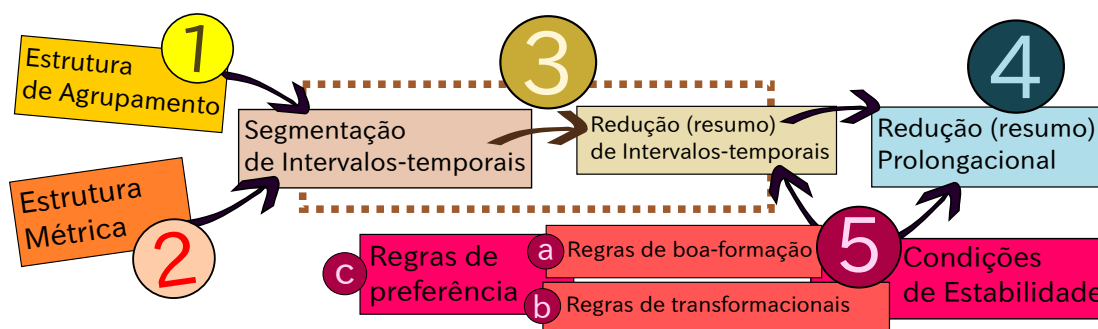 1
Estrutura
de Agrupamento
2
Estrutura
Métrica
3
Segmentação
de Intervalos-temporais
Redução (resumo)
de Intervalos-temporais
4
Redução (resumo)
Prolongacional
5
Condições
de Estabilidade
a
Regras de boa-formação
b
Regras de transformacionais
c
Regras de
preferência